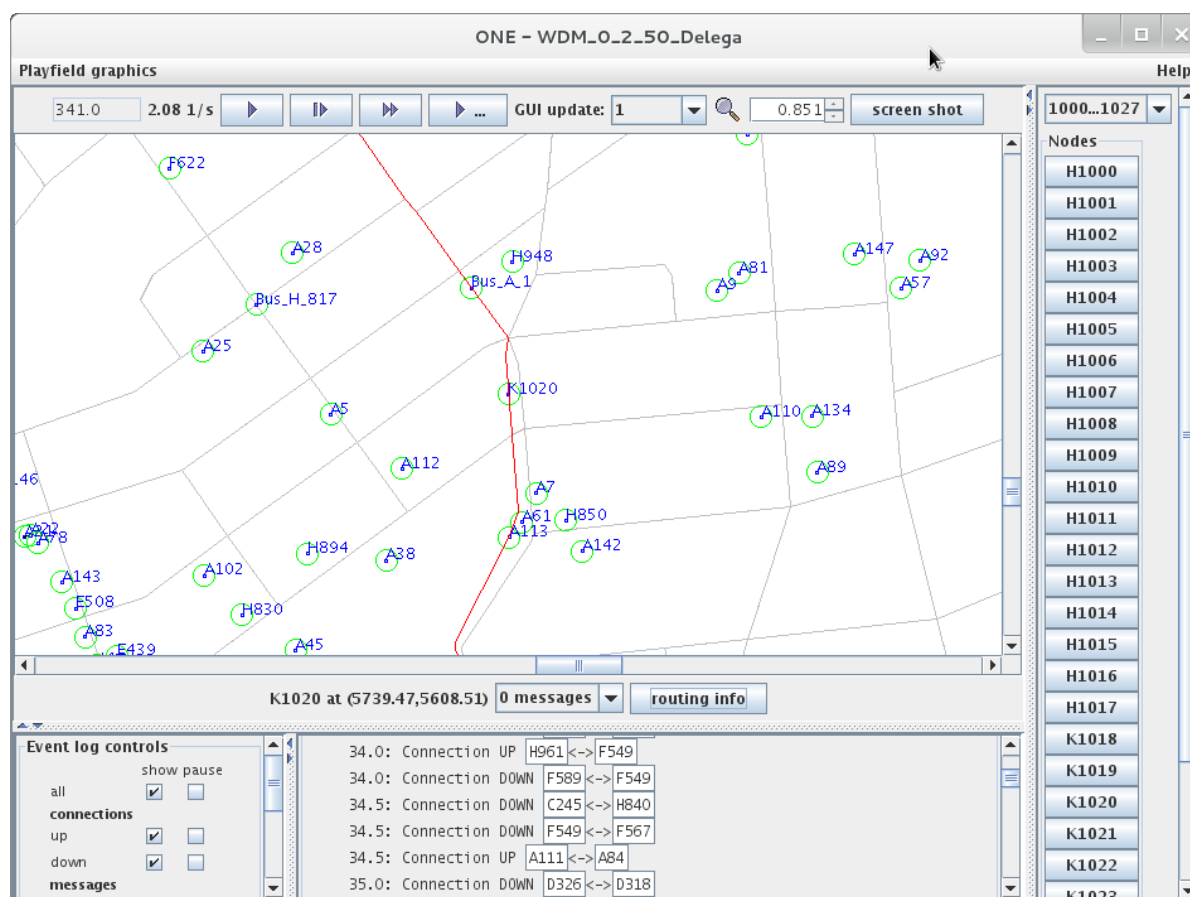 ONE - WDM_0_2_50_Delega
Playfield graphics
Help
341.0 2.08 1/s ... GUI update: 1 0.851 screen shot
1000...1027
Nodes
H1000
H1001
H1002
H1003
H1004
H1005
H1006
H1007
H1008
H1009
H1010
H1011
H1012
H1013
H1014
H1015
H1016
H1017
K1018
K1019
K1020
K1021
K1022
K1023
F622
A28
H948
A147
A92
Bus_A_1
A81
A9
A57
Bus_H_817
A25
K1020
A5
A110
A134
A112
A89
.46
A7
A61
H850
A113
A142
A22
A78
H894
A38
A143
A102
E508
H830
A83
E439
A45
K1020 at (5739.47,5608.51) 0 messages routing info
Event log controls
show pause
all
connections
up
down
messages
34.0: Connection UP H961<->F549
34.0: Connection DOWN F589<->F549
34.5: Connection DOWN C245<->H840
34.5: Connection DOWN F549<->F567
34.5: Connection UP A111<->A84
35.0: Connection DOWN D326<->D318